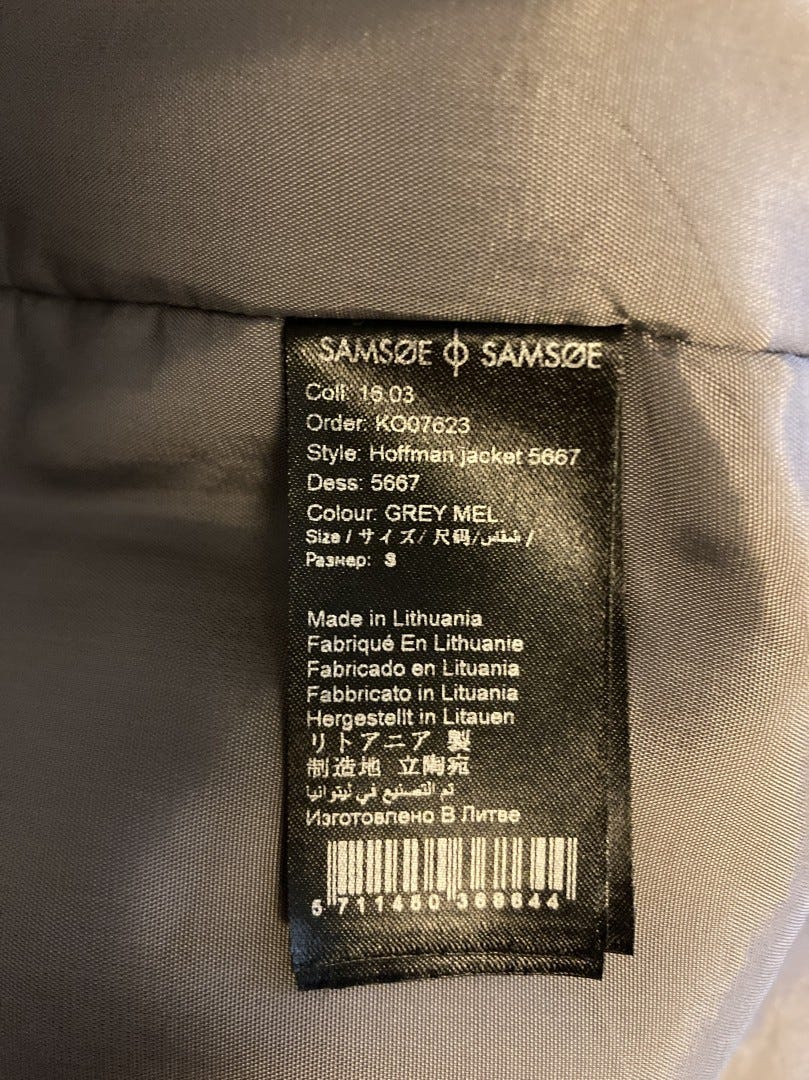 SAMSØE Φ SAMSØE
Coll: 16.03
Order: KO07623
Style: Hoffman jacket 5667
Dess: 5667
Colour: GREY MEL.
Size / サイズ / 尺码 / مقاس /
Размер: S
Made in Lithuania
Fabriqué En Lithuanie
Fabricado en Lituania
Fabbricato in Lituania
Hergestellt in Litauen
リトアニア 製
制造地 立陶宛
تم التصنيع في ليتوانيا
Изготовлено В Литве
5 711450 369644